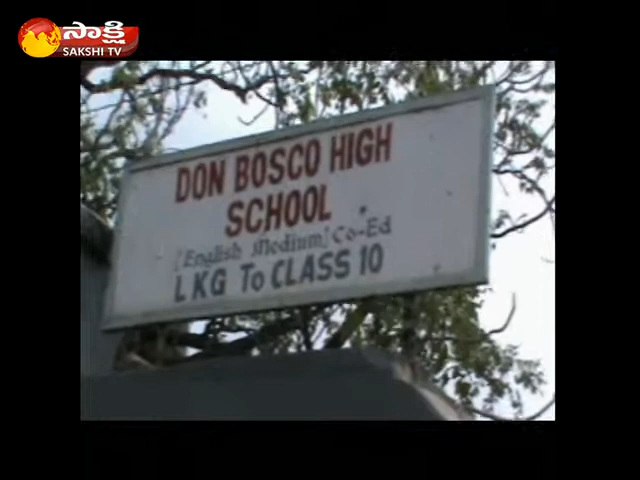 సాక్షి
SAKSHI TV
DON BOSCO HIGH
SCHOOL
[English Medium] Co-Ed
LKG To CLASS 10